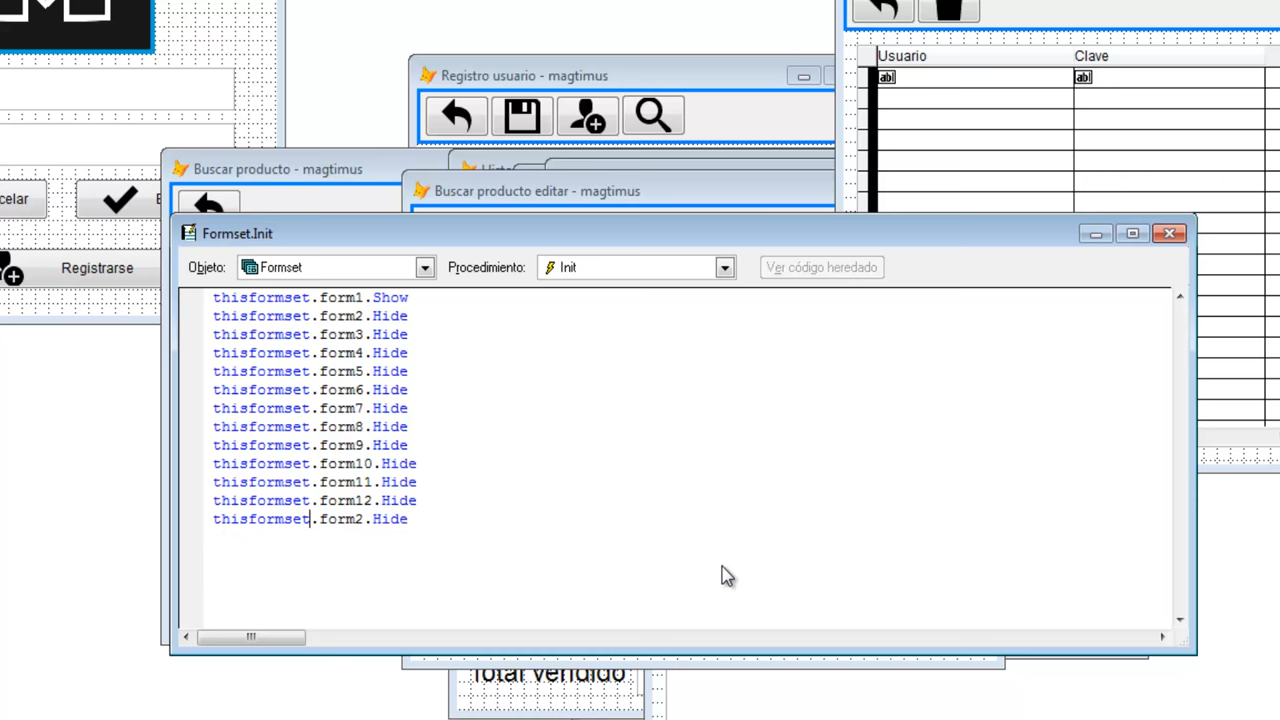 Usuario Clave
abl abl
Registro usuario - magtimus
Buscar producto - magtimus
Buscar producto editar - magtimus
celar
Registrarse
Formset.Init
Objeto: Formset Procedimiento: Init Ver código heredado
thisformset.form1.Show
thisformset.form2.Hide
thisformset.form3.Hide
thisformset.form4.Hide
thisformset.form5.Hide
thisformset.form6.Hide
thisformset.form7.Hide
thisformset.form8.Hide
thisformset.form9.Hide
thisformset.form10.Hide
thisformset.form11.Hide
thisformset.form12.Hide
thisformset.form2.Hide
Total vendido